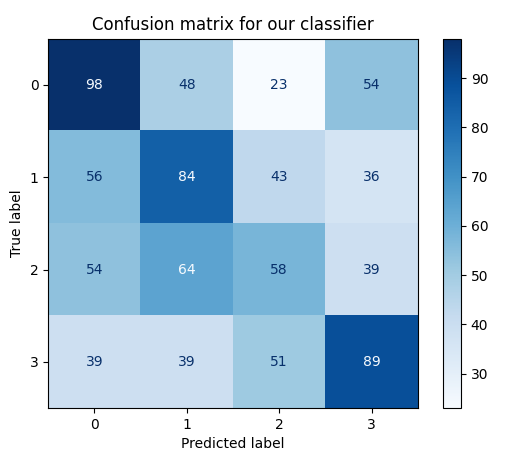 Confusion matrix for our classifier
0 98 48 23 54
1 56 84 43 36
2 54 64 58 39
3 39 39 51 89
0 1 2 3
True label
Predicted label
90
80
70
60
50
40
30